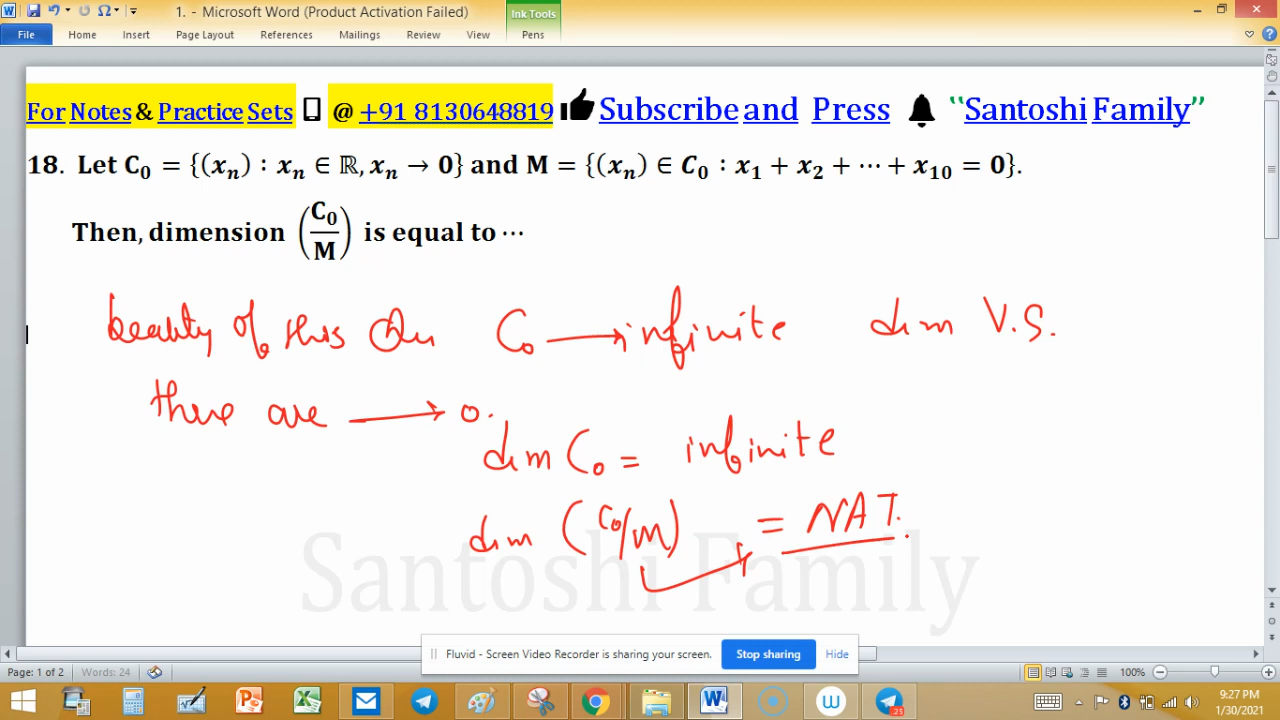 1. - Microsoft Word (Product Activation Failed)
Ink Tools
File Home Insert Page Layout References Mailings Review View Pens
For Notes & Practice Sets @ +91 8130648819 Subscribe and Press "Santoshi Family"
18. Let C₀ = {(xₙ) : xₙ ∈ ℝ, xₙ → 0} and M = {(xₙ) ∈ C₀ : x₁ + x₂ + ⋯ + x₁₀ = 0}.
Then, dimension (C₀/M) is equal to ⋯
beauty of this Qu C₀ → infinite dim V.S.
there are → 0.
dim C₀ = infinite
dim (C₀/M) = NAT.
Santoshi Family
Fluvid - Screen Video Recorder is sharing your screen. Stop sharing Hide
Page: 1 of 2 Words: 24 100%
25
9:27 PM
1/30/2021